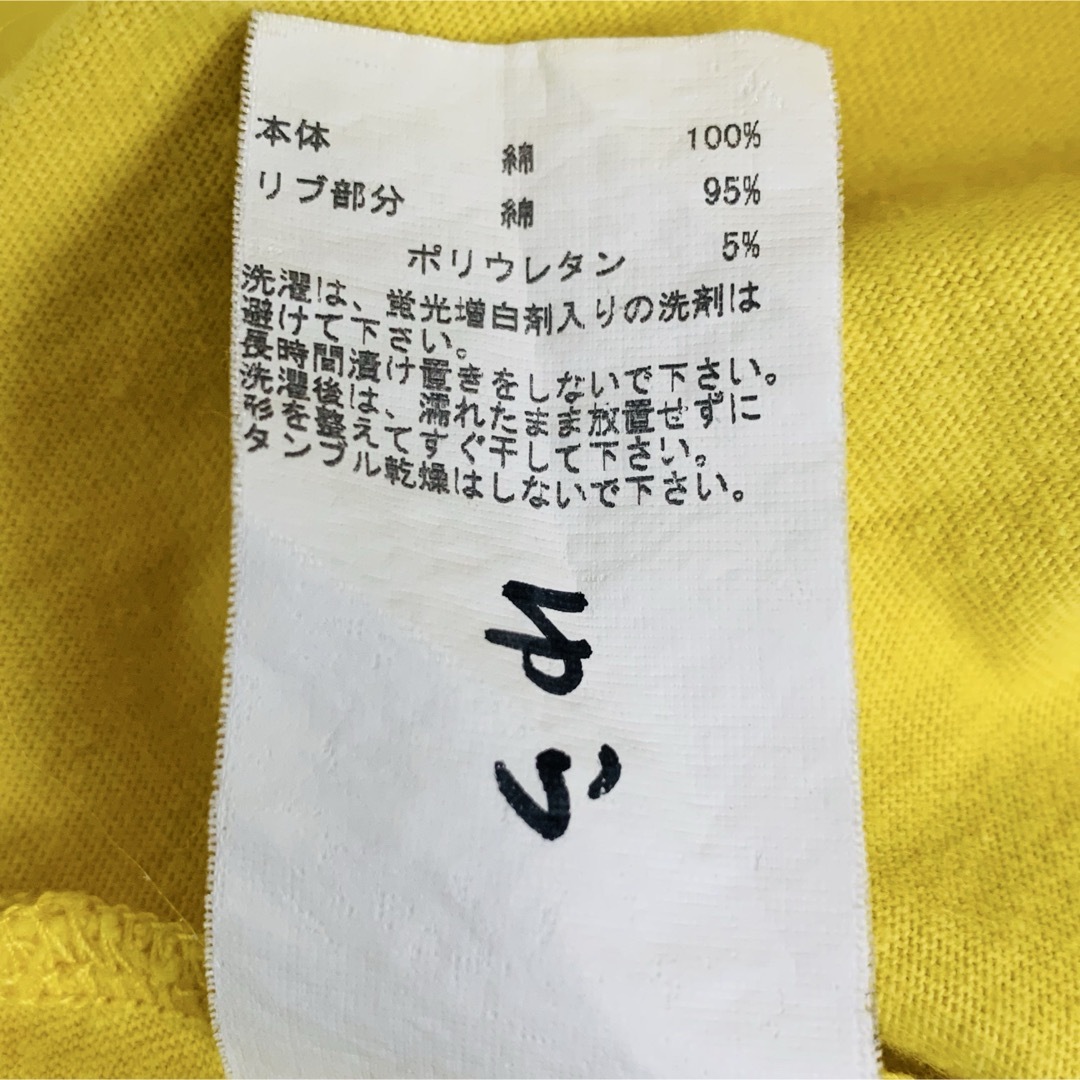 本体 綿 100%
リブ部分 綿 95%
ポリウレタン 5%
洗濯は、蛍光増白剤入りの洗剤は
避けて下さい。
長時間漬け置きをしないで下さい。
洗濯後は、濡れたまま放置せずに
形を整えてすぐ干して下さい。
タンブル乾燥はしないで下さい。
ゆら